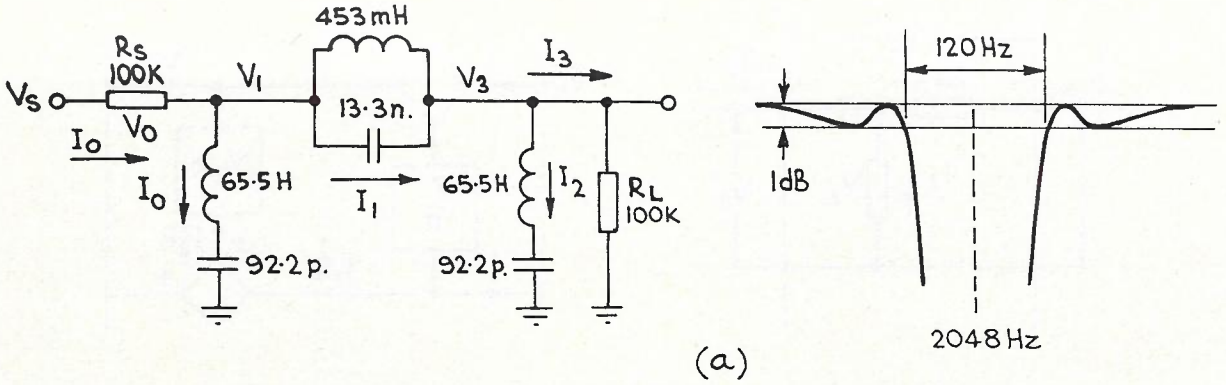 453mH
RS
100K
VS
V0
I0
V1
13.3n.
V3
I3
I0
65.5H
I1
65.5H
I2
RL
100K
92.2p.
92.2p.
120Hz
1dB
2048Hz
(a)